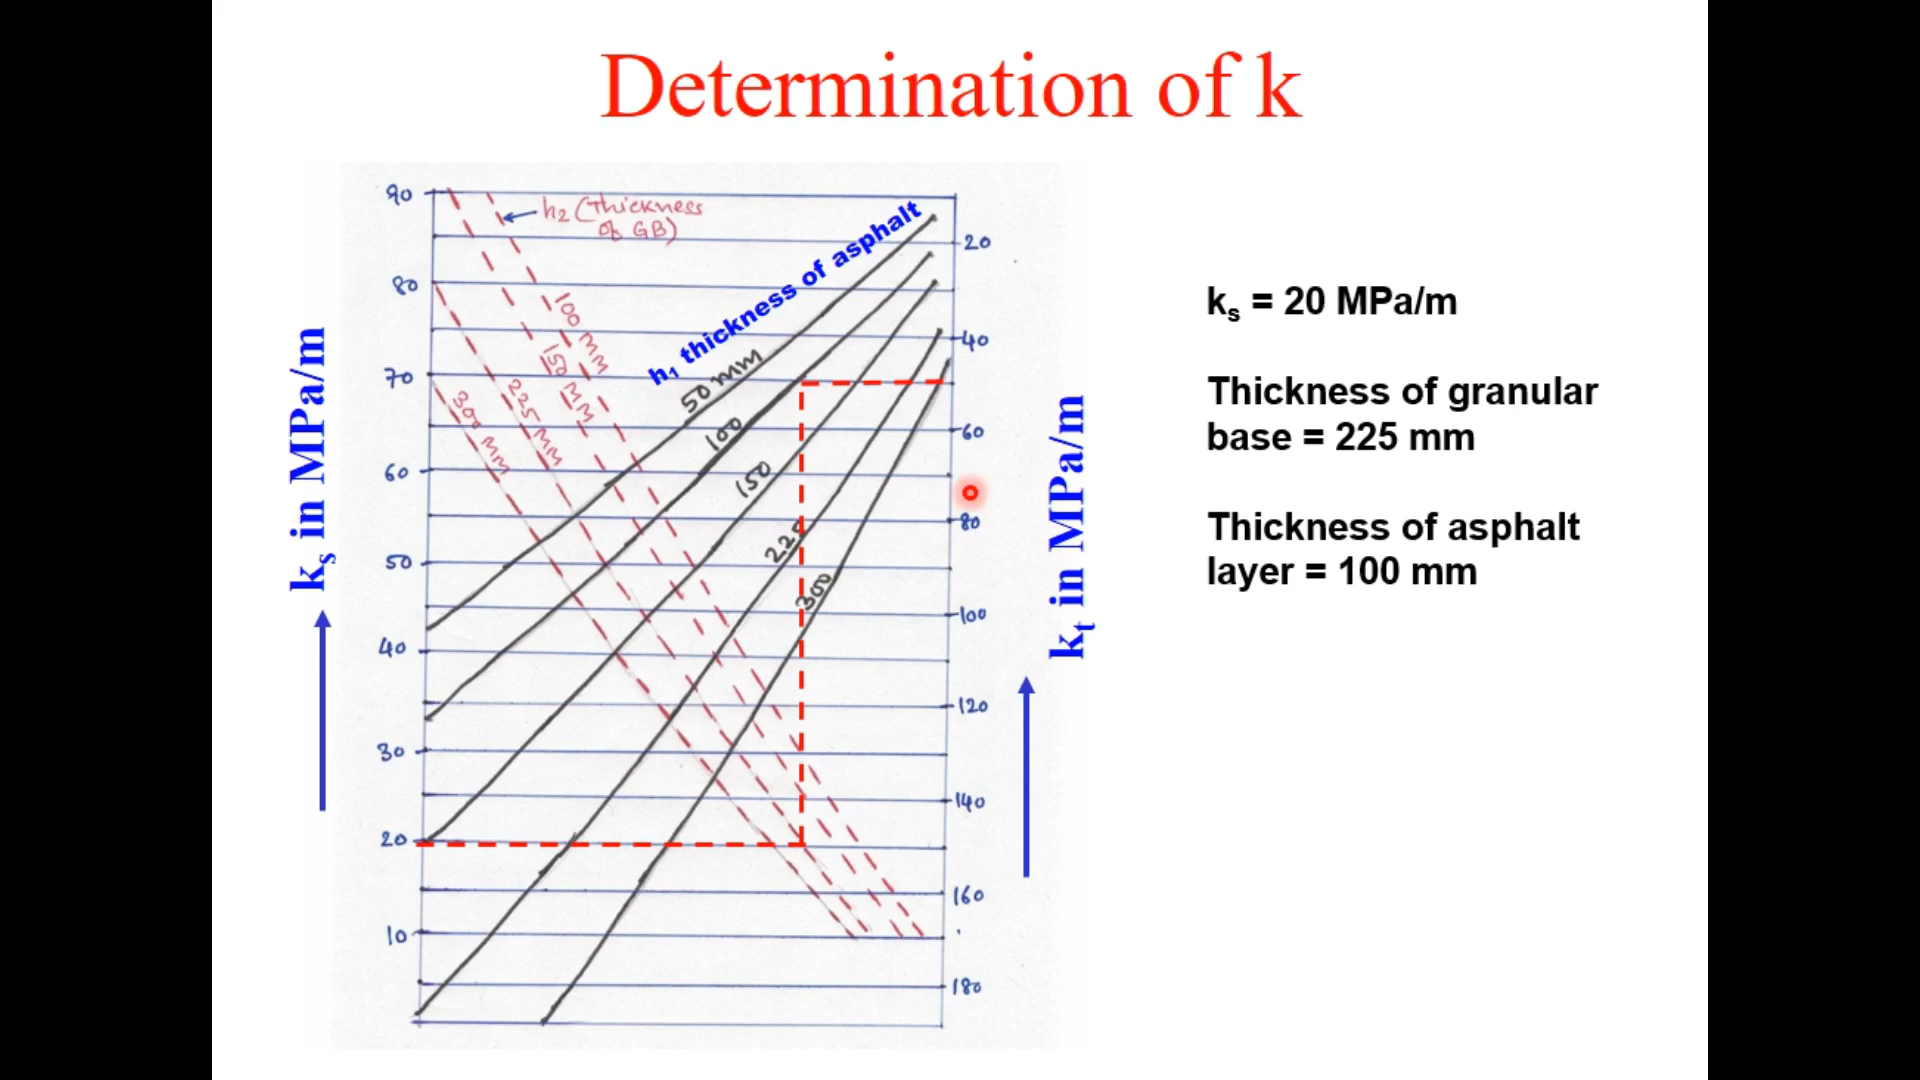 Determination of k
90
80
70
60
50
40
30
20
10
ks in MPa/m
h2 (Thickness
of GB)
100 MM
150 MM
225 MM
300 MM
h1 thickness of asphalt
50 mm
100
150
225
300
20
40
60
80
100
120
140
160
180
kt in MPa/m
ks = 20 MPa/m
Thickness of granular
base = 225 mm
Thickness of asphalt
layer = 100 mm